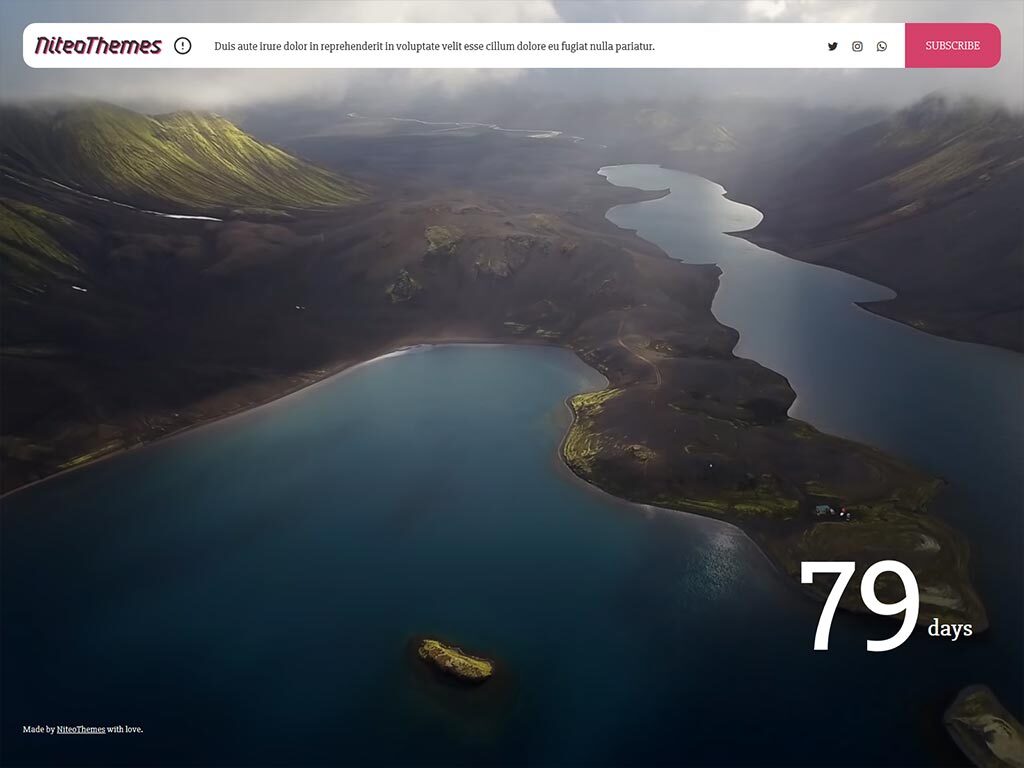 NiteoThemes
Duis aute irure dolor in reprehenderit in voluptate velit esse cillum dolore eu fugiat nulla pariatur.
SUBSCRIBE
79 days
Made by NiteoThemes with love.